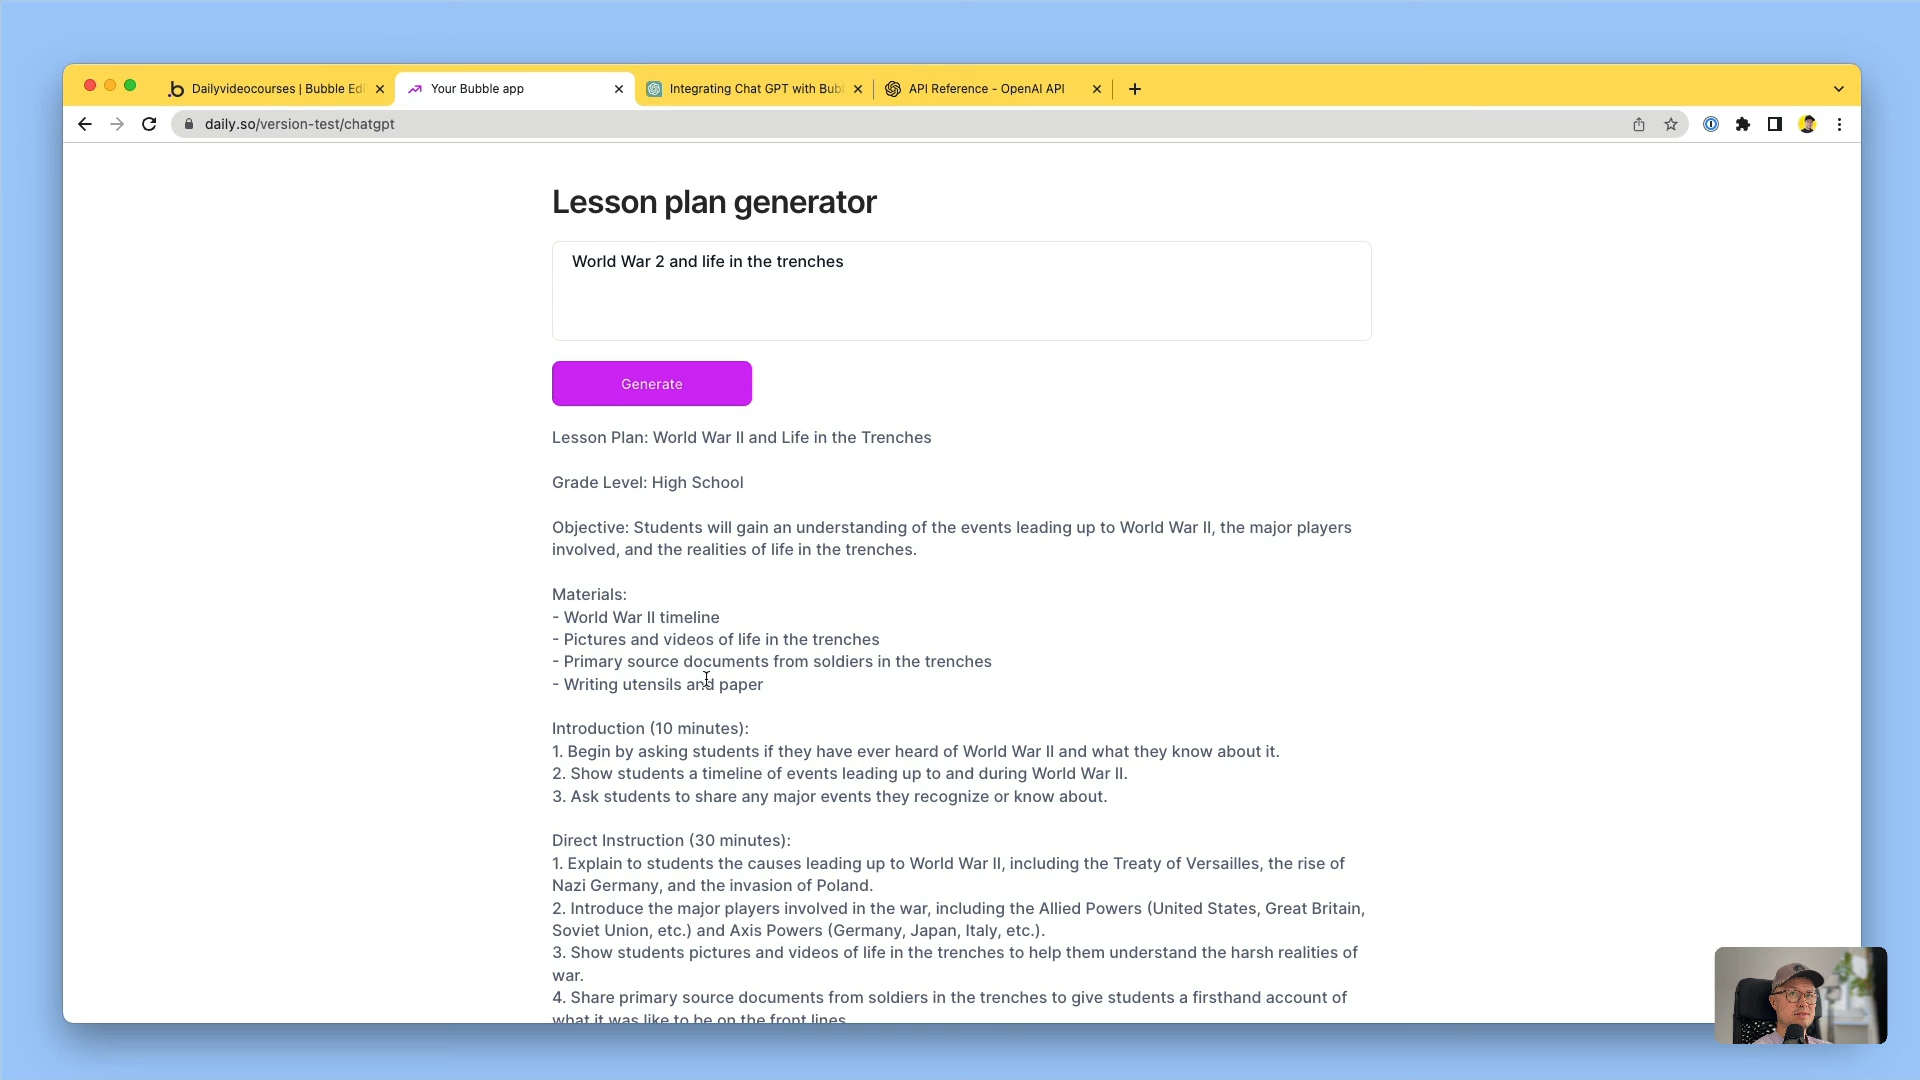 Dailyvideocourses | Bubble Edi
Your Bubble app
Integrating Chat GPT with Bubl
API Reference - OpenAI API
daily.so/version-test/chatgpt
Lesson plan generator
World War 2 and life in the trenches
Generate
Lesson Plan: World War II and Life in the Trenches
Grade Level: High School
Objective: Students will gain an understanding of the events leading up to World War II, the major players
involved, and the realities of life in the trenches.
Materials:
- World War II timeline
- Pictures and videos of life in the trenches
- Primary source documents from soldiers in the trenches
- Writing utensils and paper
Introduction (10 minutes):
1. Begin by asking students if they have ever heard of World War II and what they know about it.
2. Show students a timeline of events leading up to and during World War II.
3. Ask students to share any major events they recognize or know about.
Direct Instruction (30 minutes):
1. Explain to students the causes leading up to World War II, including the Treaty of Versailles, the rise of
Nazi Germany, and the invasion of Poland.
2. Introduce the major players involved in the war, including the Allied Powers (United States, Great Britain,
Soviet Union, etc.) and Axis Powers (Germany, Japan, Italy, etc.).
3. Show students pictures and videos of life in the trenches to help them understand the harsh realities of
war.
4. Share primary source documents from soldiers in the trenches to give students a firsthand account of
what it was like to be on the front lines.